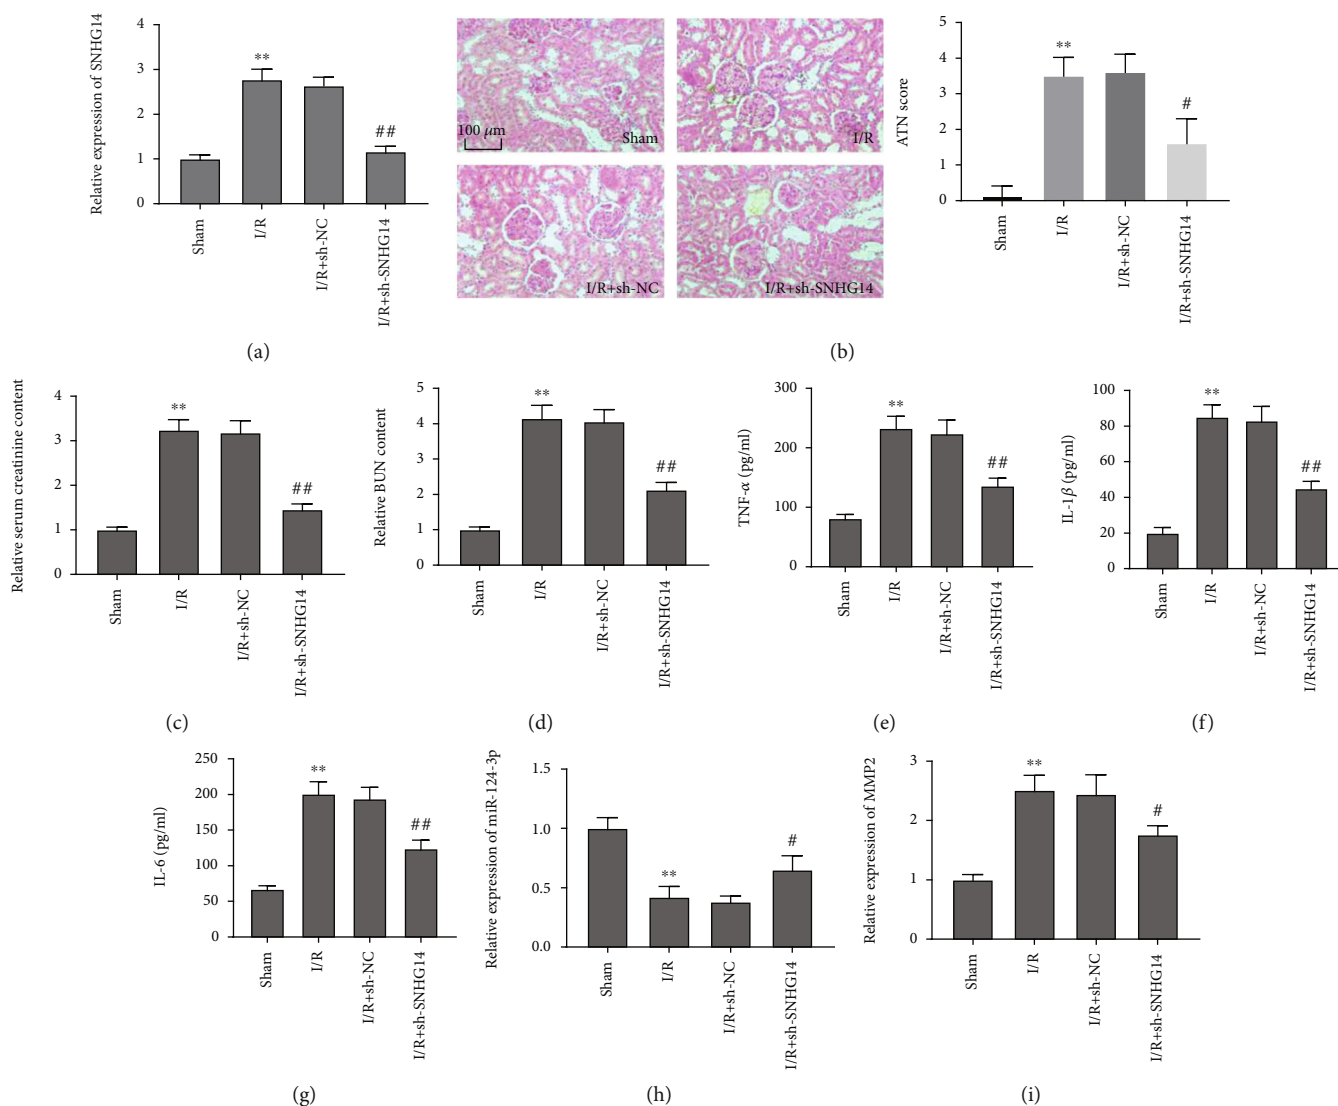 Relative expression of SNHG14
4
3
2
1
0
**
##
Sham
I/R
I/R+sh-NC
I/R+sh-SNHG14
(a)
100 μm
Sham
I/R
I/R+sh-NC
I/R+sh-SNHG14
ATN score
5
4
3
2
1
0
**
#
Sham
I/R
I/R+sh-NC
I/R+sh-SNHG14
(b)
Relative serum creatinine content
4
3
2
1
0
**
##
Sham
I/R
I/R+sh-NC
I/R+sh-SNHG14
(c)
Relative BUN content
5
4
3
2
1
0
**
##
Sham
I/R
I/R+sh-NC
I/R+sh-SNHG14
(d)
TNF-α (pg/ml)
300
200
100
0
**
##
Sham
I/R
I/R+sh-NC
I/R+sh-SNHG14
(e)
IL-1β (pg/ml)
100
80
60
40
20
0
**
##
Sham
I/R
I/R+sh-NC
I/R+sh-SNHG14
(f)
IL-6 (pg/ml)
250
200
150
100
50
0
**
##
Sham
I/R
I/R+sh-NC
I/R+sh-SNHG14
(g)
Relative expression of miR-124-3p
1.5
1.0
0.5
0.0
**
#
Sham
I/R
I/R+sh-NC
I/R+sh-SNHG14
(h)
Relative expression of MMP2
3
2
1
0
**
#
Sham
I/R
I/R+sh-NC
I/R+sh-SNHG14
(i)